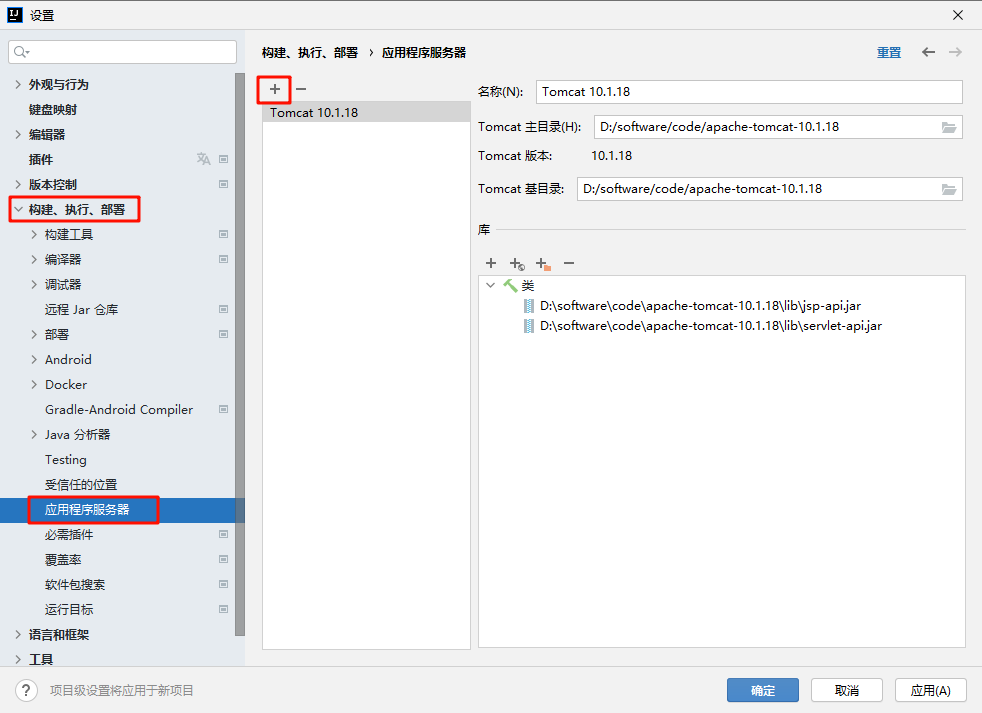 设置
外观与行为
键盘映射
编辑器
插件
版本控制
构建、执行、部署
构建工具
编译器
调试器
远程 Jar 仓库
部署
Android
Docker
Gradle-Android Compiler
Java 分析器
Testing
受信任的位置
应用程序服务器
必需插件
覆盖率
软件包搜索
运行目标
语言和框架
工具
构建、执行、部署 › 应用程序服务器
重置
Tomcat 10.1.18
名称(N): Tomcat 10.1.18
Tomcat 主目录(H): D:/software/code/apache-tomcat-10.1.18
Tomcat 版本: 10.1.18
Tomcat 基目录: D:/software/code/apache-tomcat-10.1.18
库
类
D:\software\code\apache-tomcat-10.1.18\lib\jsp-api.jar
D:\software\code\apache-tomcat-10.1.18\lib\servlet-api.jar
? 项目级设置将应用于新项目
确定 取消 应用(A)